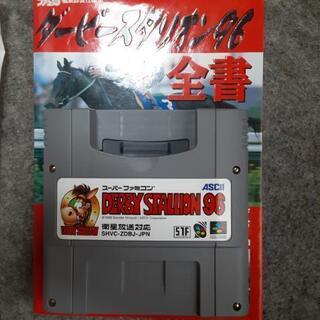 ダービースタリオン96
全書
スーパーファミコン
ASCII
DERBY STALLION 96
衛星放送対応
SHVC-ZDBJ-JPN